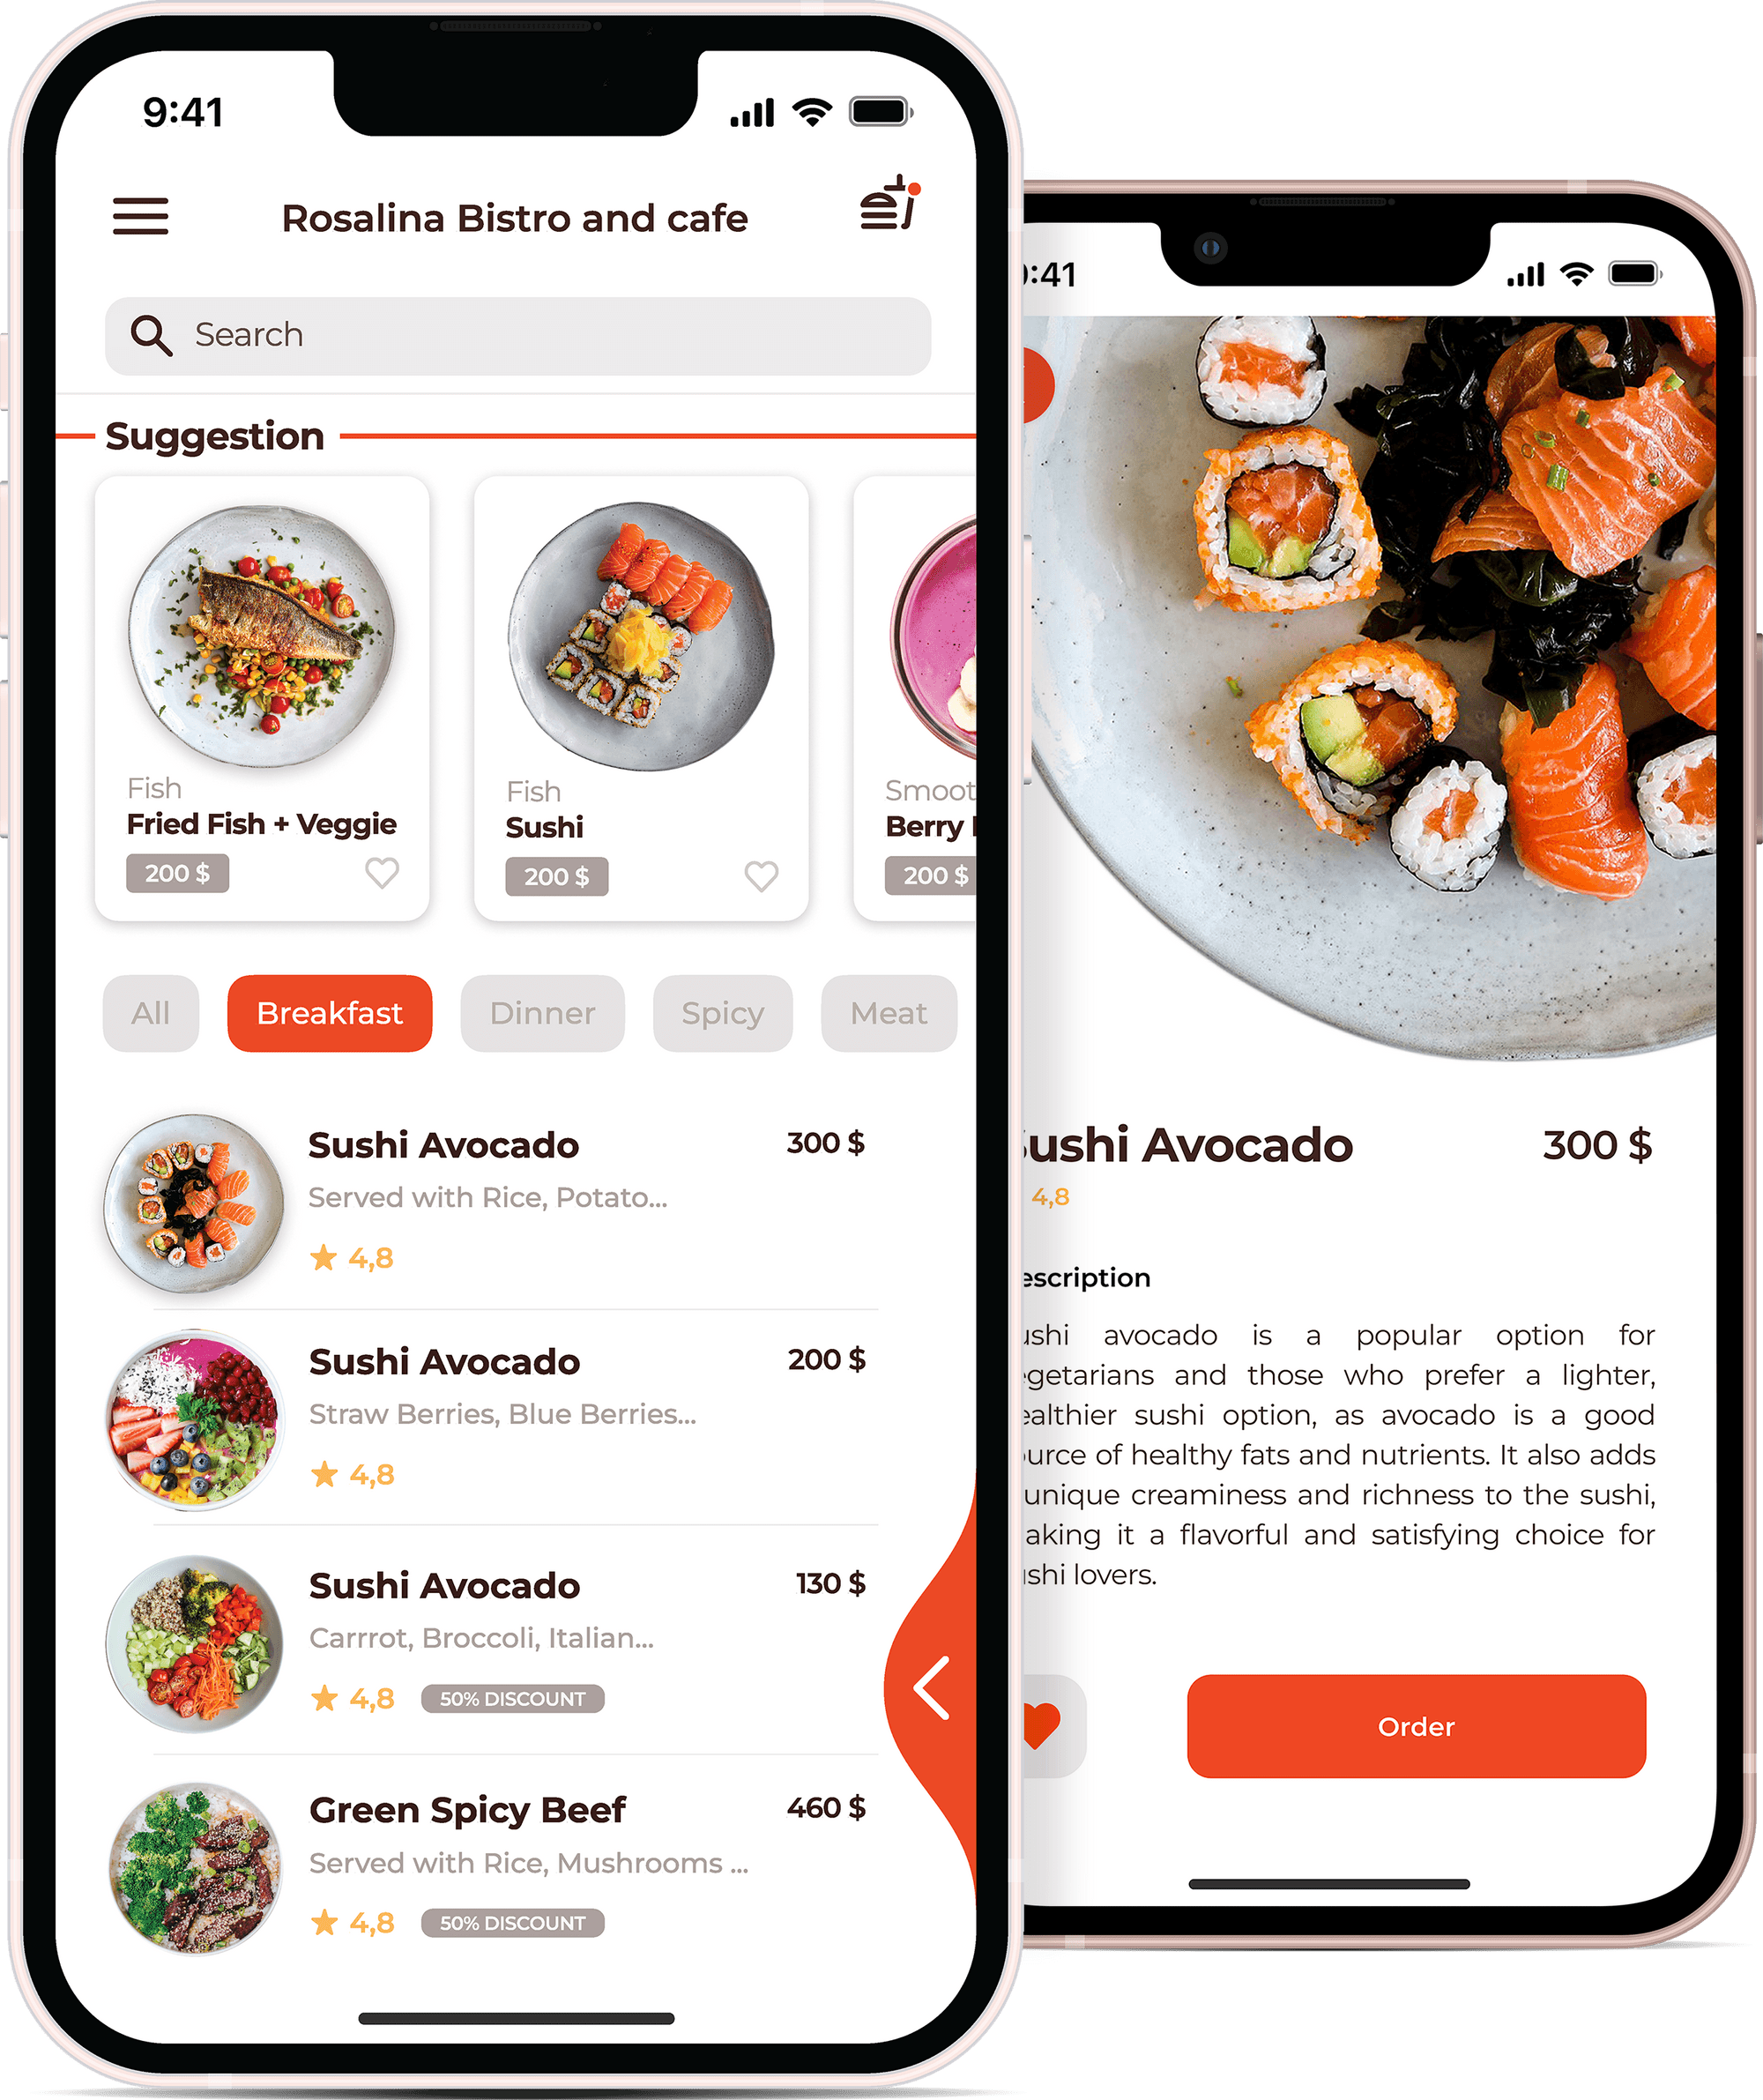 9:41
Rosalina Bistro and cafe
Search
Suggestion
Fish
Fried Fish + Veggie
200 $
Fish
Sushi
200 $
Smoot
Berry
200 $
All
Breakfast
Dinner
Spicy
Meat
Sushi Avocado
300 $
Served with Rice, Potato...
4,8
Sushi Avocado
200 $
Straw Berries, Blue Berries...
4,8
Sushi Avocado
130 $
Carrrot, Broccoli, Italian...
4,8
50% DISCOUNT
Green Spicy Beef
460 $
Served with Rice, Mushrooms ...
4,8
50% DISCOUNT
:41
ushi Avocado
300 $
4,8
escription
ushi avocado is a popular option for
getarians and those who prefer a lighter,
ealthier sushi option, as avocado is a good
urce of healthy fats and nutrients. It also adds
unique creaminess and richness to the sushi,
aking it a flavorful and satisfying choice for
shi lovers.
Order